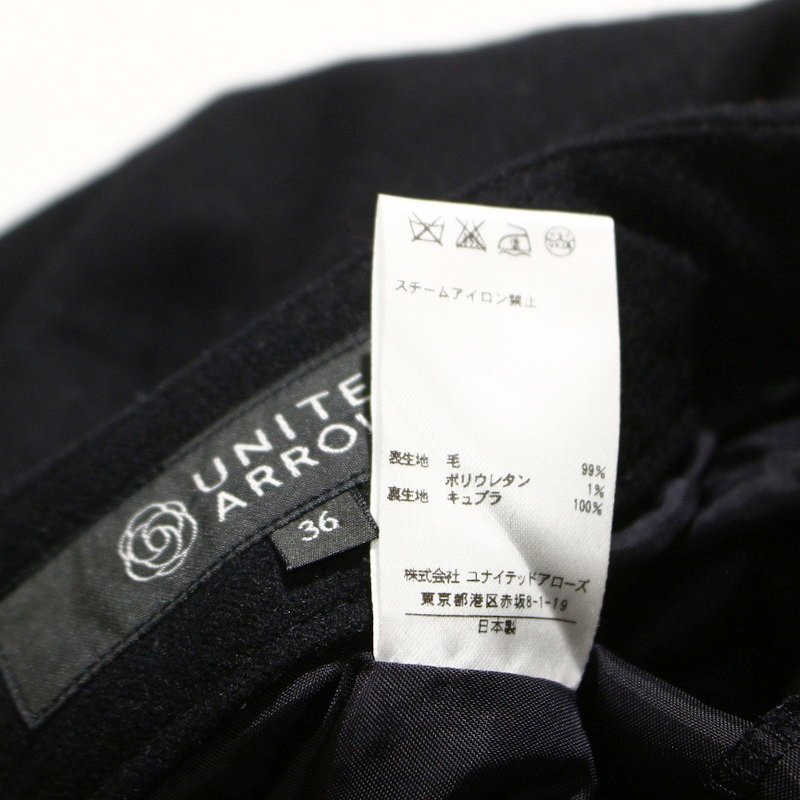 スチームアイロン禁止
UNITE
ARRO
36
表生地 毛 99%
ポリウレタン 1%
裏生地 キュプラ 100%
株式会社 ユナイテッドアローズ
東京都港区赤坂8-1-19
日本製